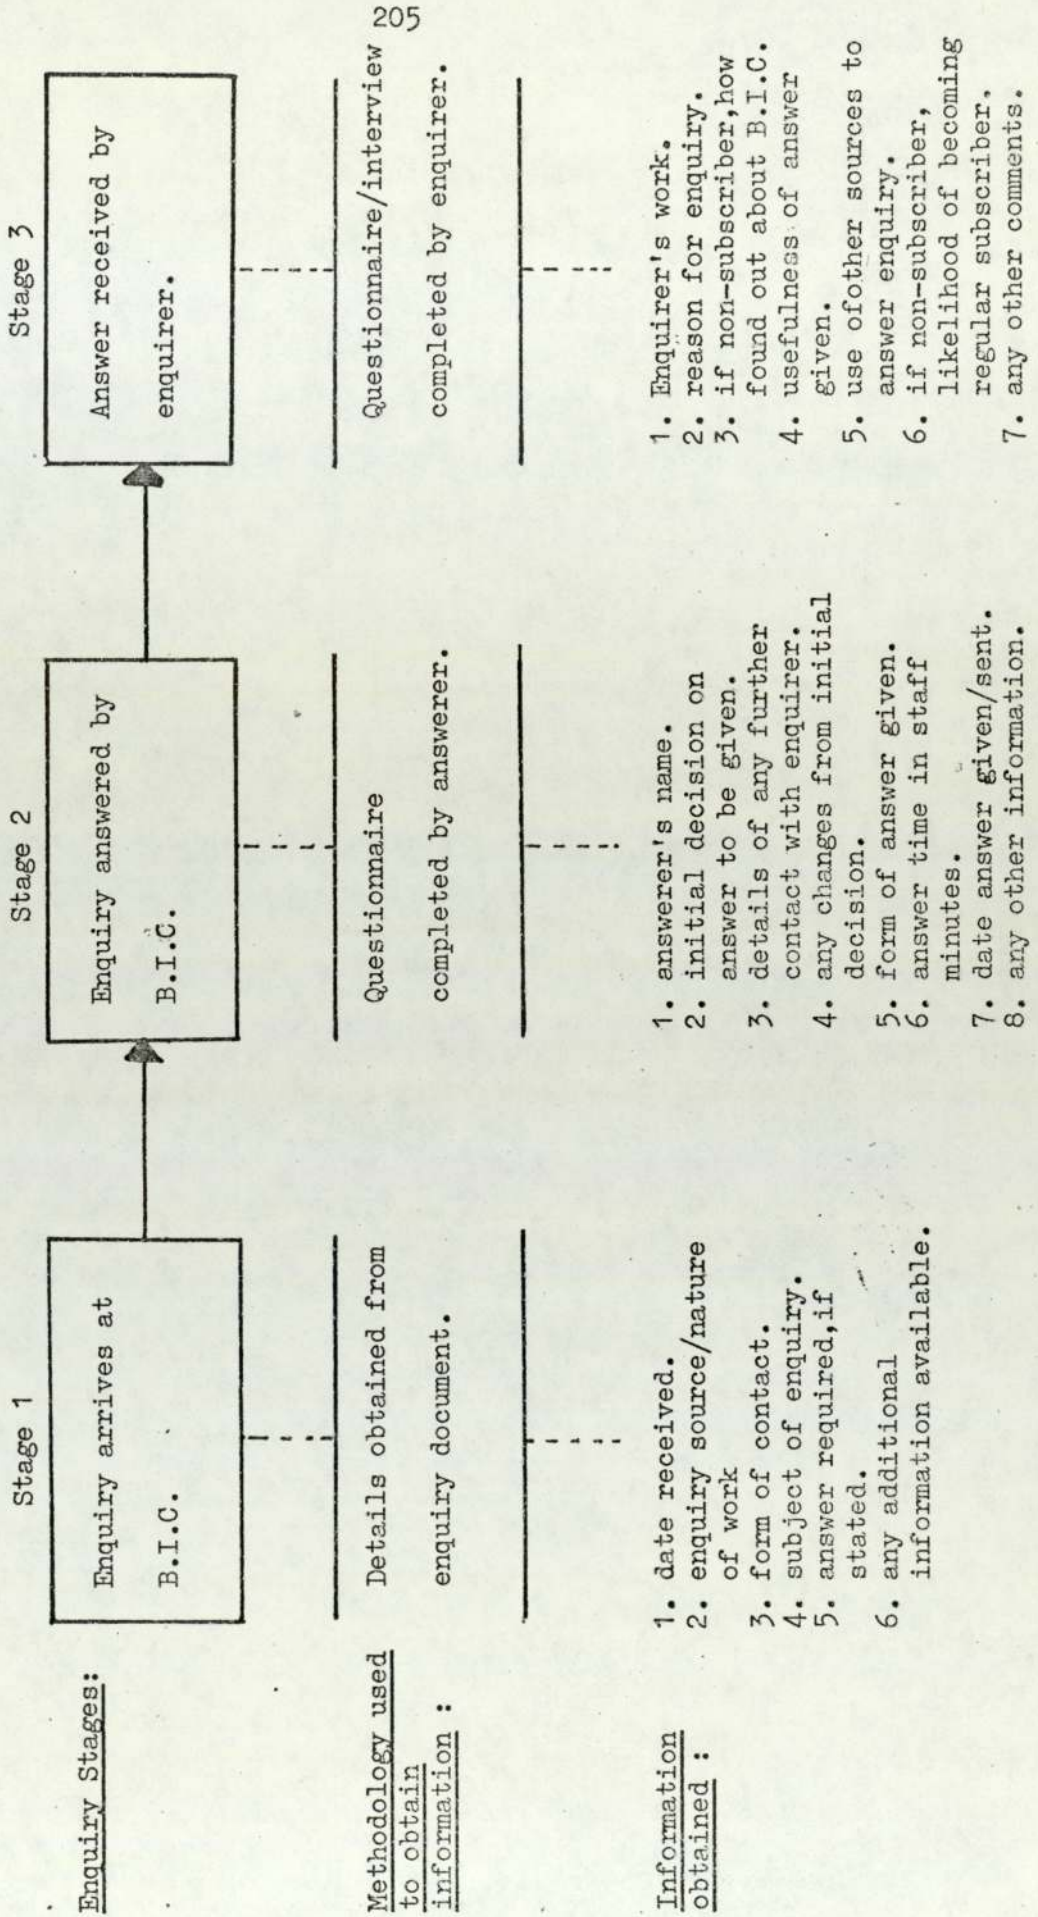 205
Stage 1
Stage 2
Stage 3
Enquiry Stages:
Enquiry arrives at
B.I.C.
Enquiry answered by
B.I.C.
Answer received by
enquirer.
Methodology used
to obtain
information :
Details obtained from
enquiry document.
Questionnaire
completed by answerer.
Questionnaire/interview
completed by enquirer.
Information
obtained :
1. date received.
2. enquiry source/nature
of work
3. form of contact.
4. subject of enquiry.
5. answer required,if
stated.
6. any additional
information available.
1. answerer's name.
2. initial decision on
answer to be given.
3. details of any further
contact with enquirer.
4. any changes from initial
decision.
5. form of answer given.
6. answer time in staff
minutes.
7. date answer given/sent.
8. any other information.
1. Enquirer's work.
2. reason for enquiry.
3. if non-subscriber,how
found out about B.I.C.
4. usefulness of answer
given.
5. use ofother sources to
answer enquiry.
6. if non-subscriber,
likelihood of becoming
regular subscriber.
7. any other comments.